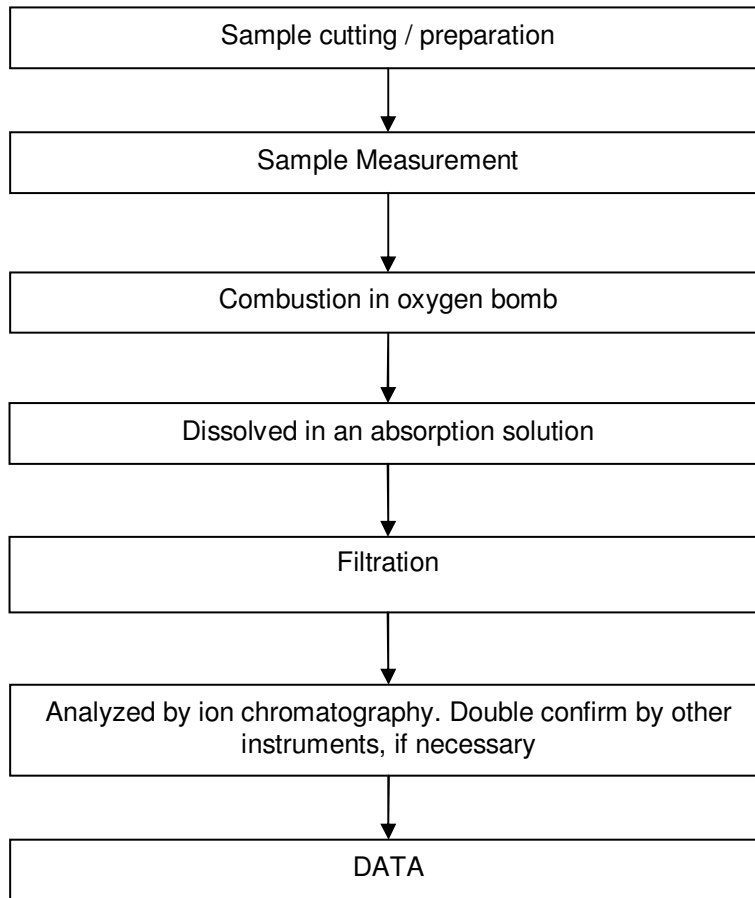 Sample cutting / preparation
Sample Measurement
Combustion in oxygen bomb
Dissolved in an absorption solution
Filtration
Analyzed by ion chromatography. Double confirm by other
instruments, if necessary
DATA